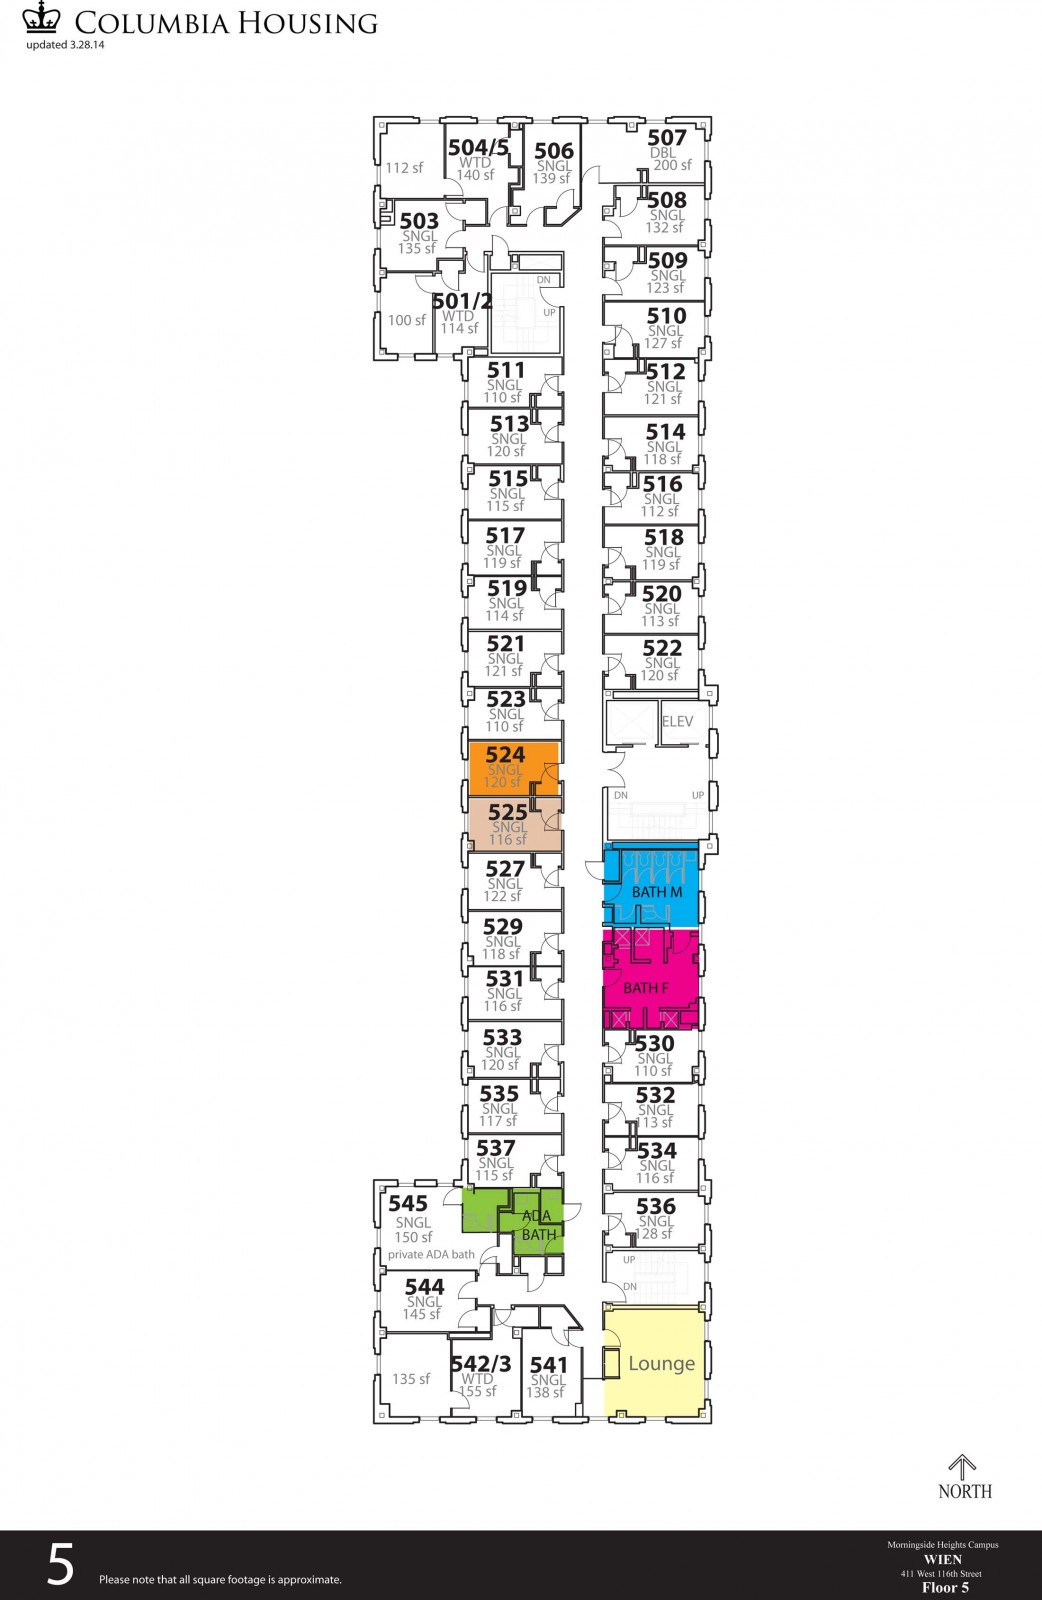 COLUMBIA HOUSING
updated 3.28.14
112 sf
504/5
WTD
140 sf
506
SNGL
139 sf
507
DBL
200 sf
503
SNGL
135 sf
508
SNGL
132 sf
509
SNGL
123 sf
100 sf
501/2
WTD
114 sf
DN
UP
510
SNGL
127 sf
511
SNGL
110 sf
512
SNGL
121 sf
513
SNGL
120 sf
514
SNGL
118 sf
515
SNGL
115 sf
516
SNGL
112 sf
517
SNGL
119 sf
518
SNGL
119 sf
519
SNGL
114 sf
520
SNGL
113 sf
521
SNGL
121 sf
522
SNGL
120 sf
523
SNGL
110 sf
ELEV
524
SNGL
120 sf
DN
UP
525
SNGL
116 sf
527
SNGL
122 sf
BATH M
529
SNGL
118 sf
531
SNGL
116 sf
BATH F
533
SNGL
120 sf
530
SNGL
110 sf
535
SNGL
117 sf
532
SNGL
113 sf
537
SNGL
115 sf
534
SNGL
116 sf
545
SNGL
150 sf
private ADA bath
ADA
BATH
536
SNGL
128 sf
UP
DN
544
SNGL
145 sf
135 sf
542/3
WTD
155 sf
541
SNGL
138 sf
Lounge
NORTH
5
Please note that all square footage is approximate.
Morningside Heights Campus
WIEN
411 West 116th Street
Floor 5